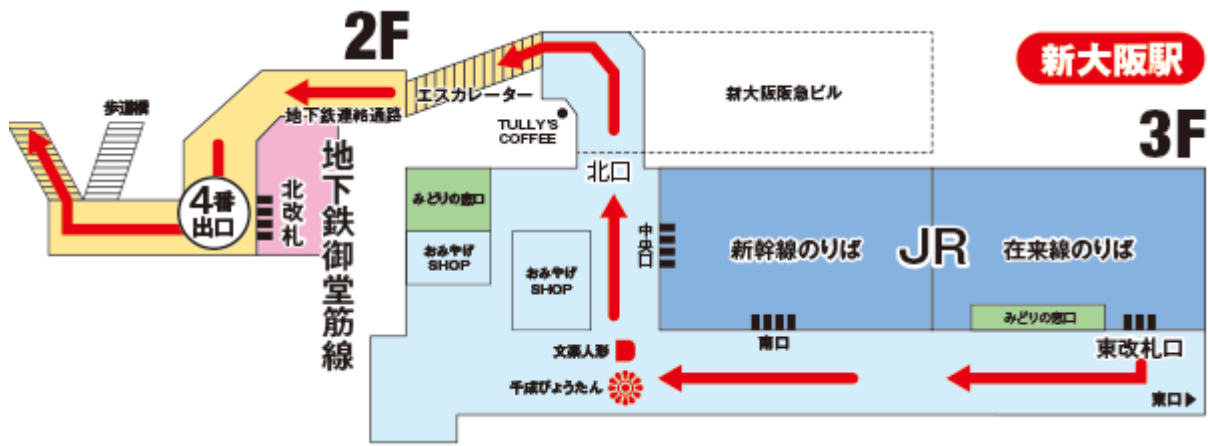 2F
新大阪駅
エスカレーター
新大阪阪急ビル
歩道橋
地下鉄連絡通路
TULLY'S
COFFEE
3F
北口
4番
出口
北改札
地下鉄御堂筋線
みどりの窓口
おみやげ
SHOP
おみやげ
SHOP
中央口
新幹線のりば
JR
在来線のりば
みどりの窓口
南口
東改札口
文楽人形
千成びょうたん
東口▶